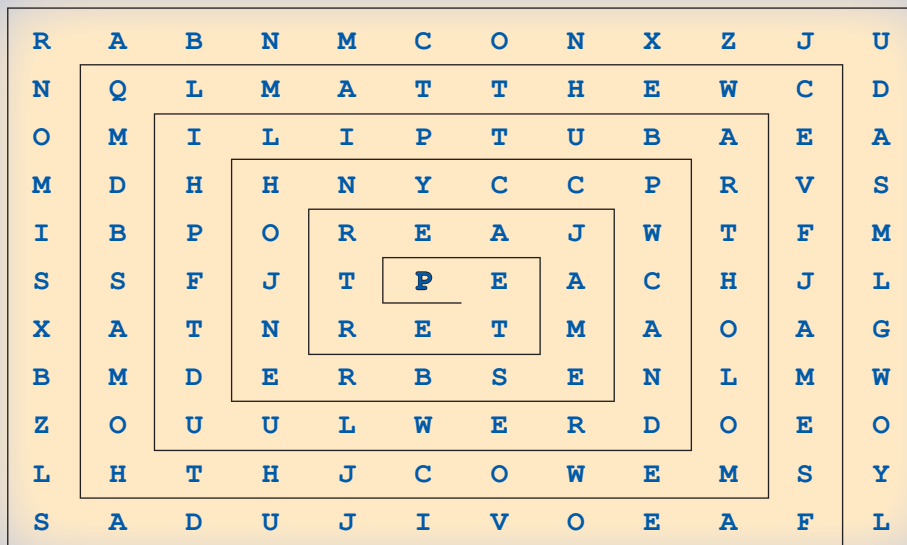 R A B N M C O N X Z J U
N Q L M A T T H E W C D
O M I L I P T U B A E A
M D H H N Y C C P R V S
I B P O R E A J W T F M
S S F J T P E A C H J L
X A T N R E T M A O A G
B M D E R B S E N L M W
Z O U U L W E R D O E O
L H T H J C O W E M S Y
S A D U J I V O E A F L